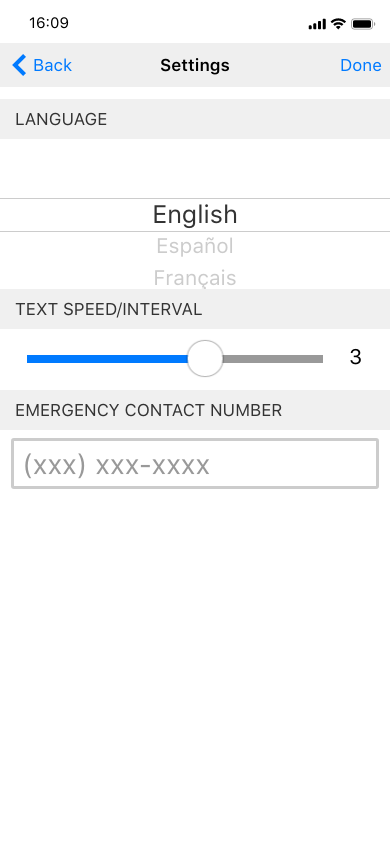 16:09
Back Settings Done
LANGUAGE
English
Español
Français
TEXT SPEED/INTERVAL
3
EMERGENCY CONTACT NUMBER
(xxx) xxx-xxxx